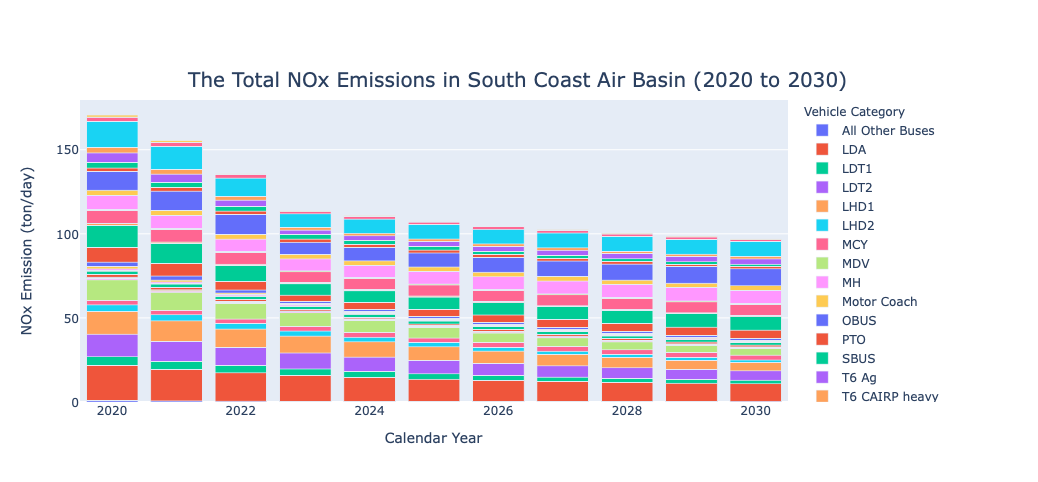 The Total NOx Emissions in South Coast Air Basin (2020 to 2030)
NOx Emission (ton/day)
150
100
50
0
2020
2022
2024
2026
2028
2030
Calendar Year
Vehicle Category
All Other Buses
LDA
LDT1
LDT2
LHD1
LHD2
MCY
MDV
MH
Motor Coach
OBUS
PTO
SBUS
T6 Ag
T6 CAIRP heavy